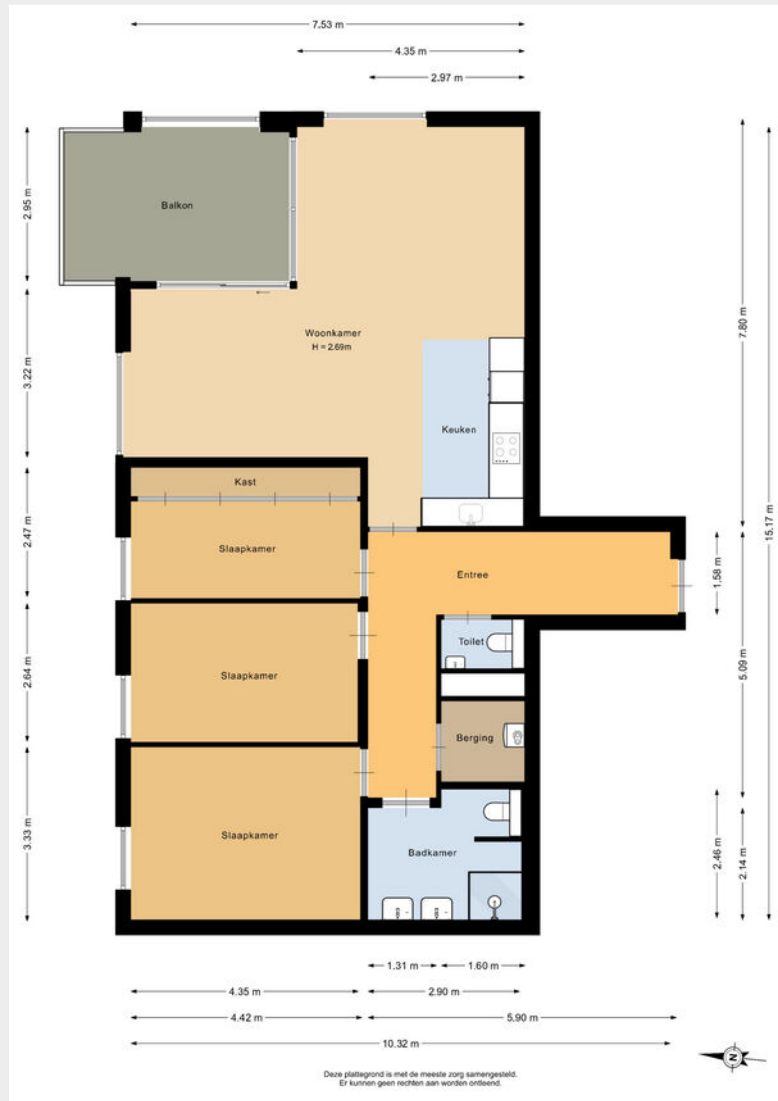 7.53 m
4.35 m
2.97 m
2.95 m
3.22 m
2.47 m
2.64 m
3.33 m
Balkon
Woonkamer
H = 2.69m
Keuken
Kast
Slaapkamer
Entree
Toilet
Slaapkamer
Berging
Slaapkamer
Badkamer
7.80 m
15.17 m
1.58 m
5.09 m
2.46 m
2.14 m
1.31 m
1.60 m
4.35 m
2.90 m
4.42 m
5.90 m
10.32 m
N
Deze plattegrond is met de meeste zorg samengesteld.
Er kunnen geen rechten aan worden ontleend.